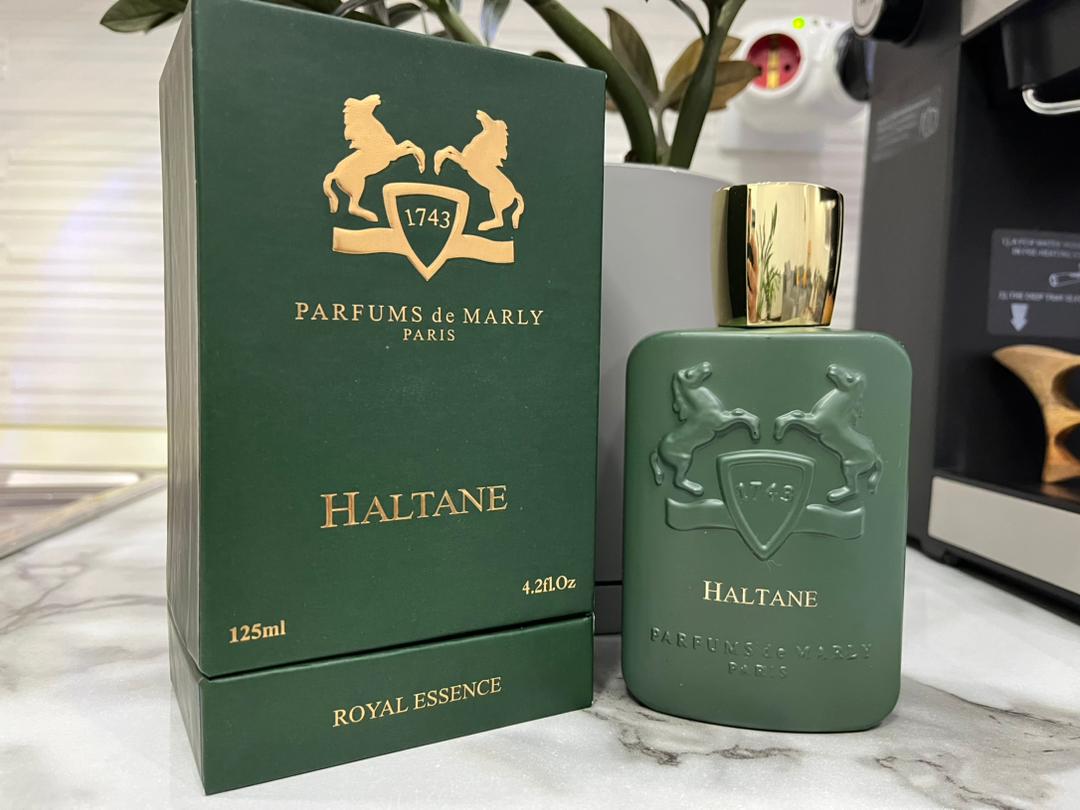 1743
PARFUMS de MARLY
PARIS
HALTANE
4.2fl.Oz
125ml
ROYAL ESSENCE
1743
HALTANE
PARFUMS de MARLY
PARIS